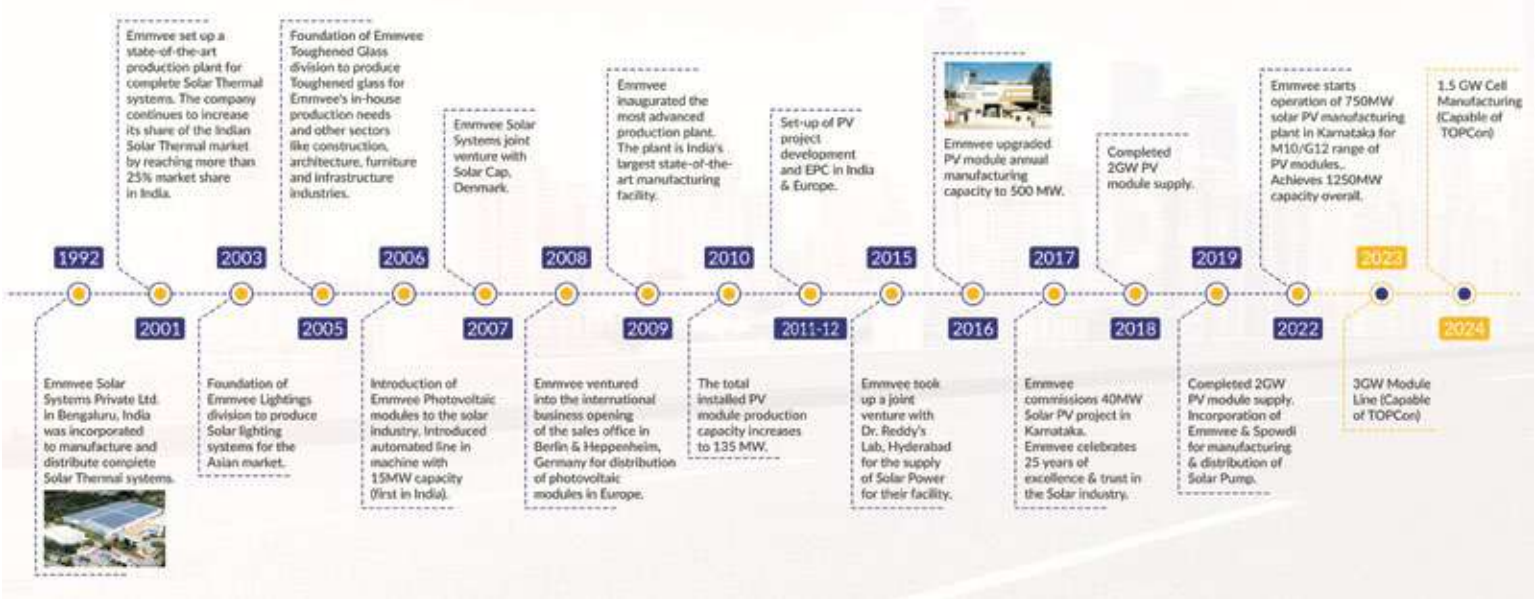 1992
Emmvee Solar
Systems Private Ltd.
in Bengaluru, India
was incorporated
to manufacture and
distribute complete
Solar Thermal systems.
Emmvee set up a
state-of-the-art
production plant for
complete Solar Thermal
systems. The company
continues to increase
its share of the Indian
Solar Thermal market
by reaching more than
25% market share
in India.
2001
2003
Foundation of
Emmvee Lightings
division to produce
Solar lighting
systems for the
Asian market.
Foundation of Emmvee
Toughened Glass
division to produce
Toughened glass for
Emmvee's in-house
production needs
and other sectors
like construction,
architecture, furniture
and infrastructure
industries.
2005
2006
Introduction of
Emmvee Photovoltaic
modules to the solar
industry. Introduced
automated line in
machine with
15MW capacity
(first in India).
Emmvee Solar
Systems joint
venture with
Solar Cap,
Denmark.
2007
2008
Emmvee ventured
into the international
business opening
of the sales office in
Berlin & Heppenheim,
Germany for distribution
of photovoltaic
modules in Europe.
Emmvee
inaugurated the
most advanced
production plant.
The plant is India's
largest state-of-the-
art manufacturing
facility.
2009
2010
The total
installed PV
module production
capacity increases
to 135 MW.
Set-up of PV
project
development
and EPC in India
& Europe.
2011-12
2015
Emmvee took
up a joint
venture with
Dr. Reddy's
Lab, Hyderabad
for the supply
of Solar Power
for their facility.
Emmvee upgraded
PV module annual
manufacturing
capacity to 500 MW.
2016
2017
Emmvee
commissions 40MW
Solar PV project in
Karnataka.
Emmvee celebrates
25 years of
excellence & trust in
the Solar industry.
Completed
2GW PV
module supply.
2018
2019
Completed 2GW
PV module supply.
Incorporation of
Emmvee & Spowdi
for manufacturing
& distribution of
Solar Pump.
Emmvee starts
operation of 750MW
solar PV manufacturing
plant in Karnataka for
M10/G12 range of
PV modules..
Achieves 1250MW
capacity overall.
2022
2023
3GW Module
Line (Capable
of TOPCon)
1.5 GW Cell
Manufacturing
(Capable of
TOPCon)
2024